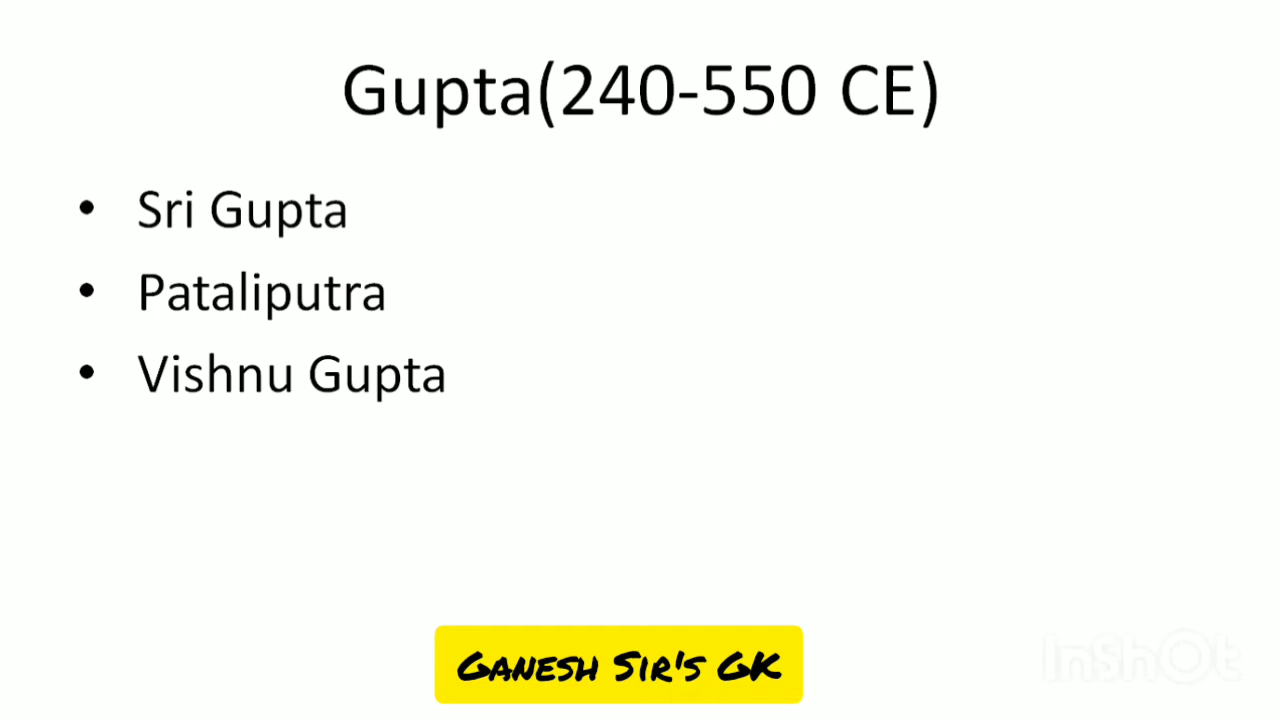 Gupta(240-550 CE)
• Sri Gupta
• Pataliputra
• Vishnu Gupta
Ganesh Sir's GK
InShOt